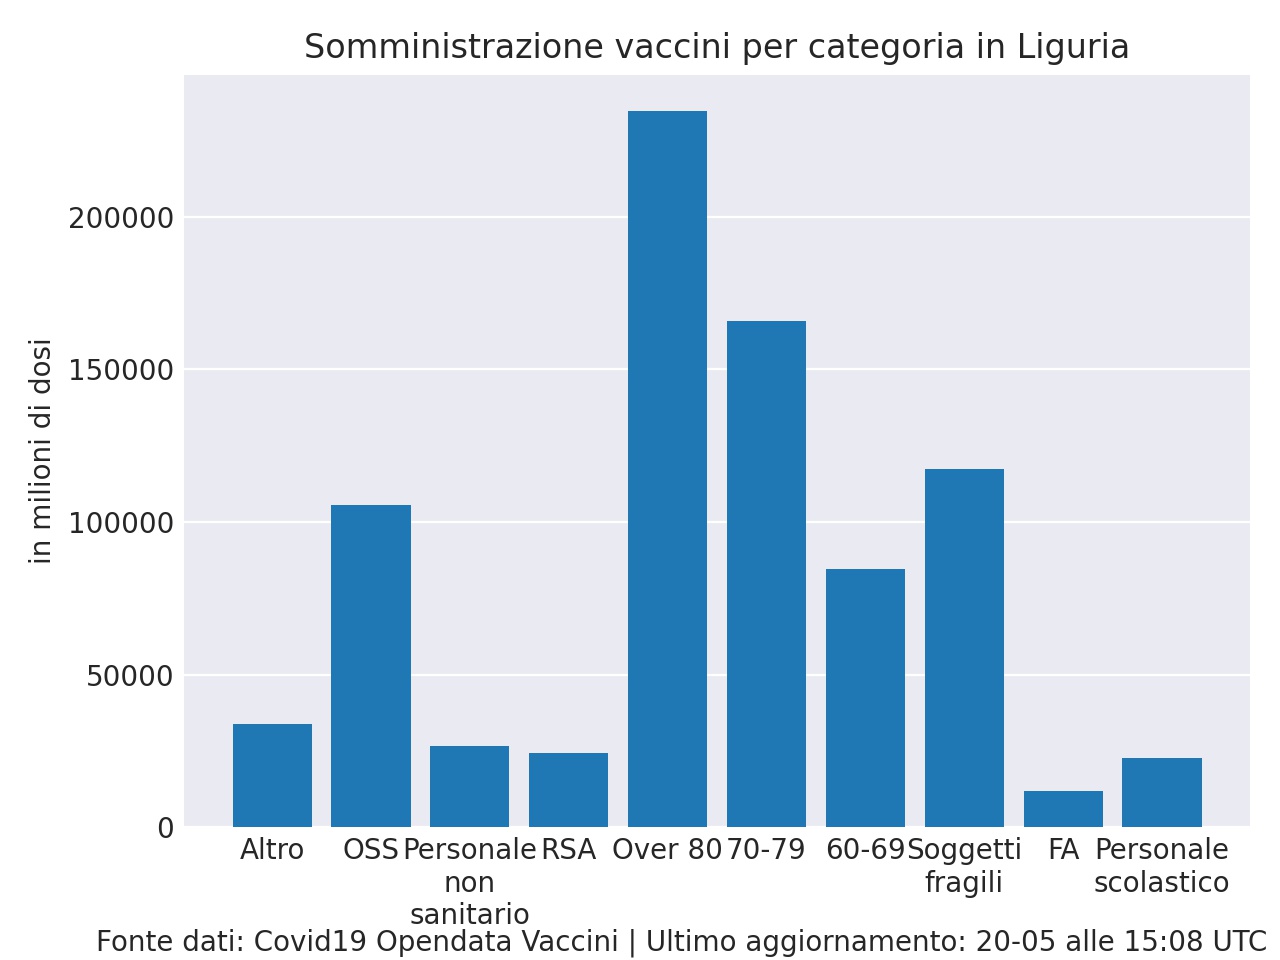 Somministrazione vaccini per categoria in Liguria
in milioni di dosi
200000
150000
100000
50000
0
Altro
OSS
Personale
non
sanitario
RSA
Over 80
70-79
60-69
Soggetti
fragili
FA
Personale
scolastico
Fonte dati: Covid19 Opendata Vaccini | Ultimo aggiornamento: 20-05 alle 15:08 UTC